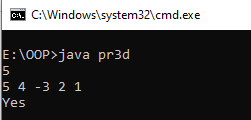 C:\Windows\system32\cmd.exe
E:\OOP>java pr3d
5
5 4 -3 2 1
Yes